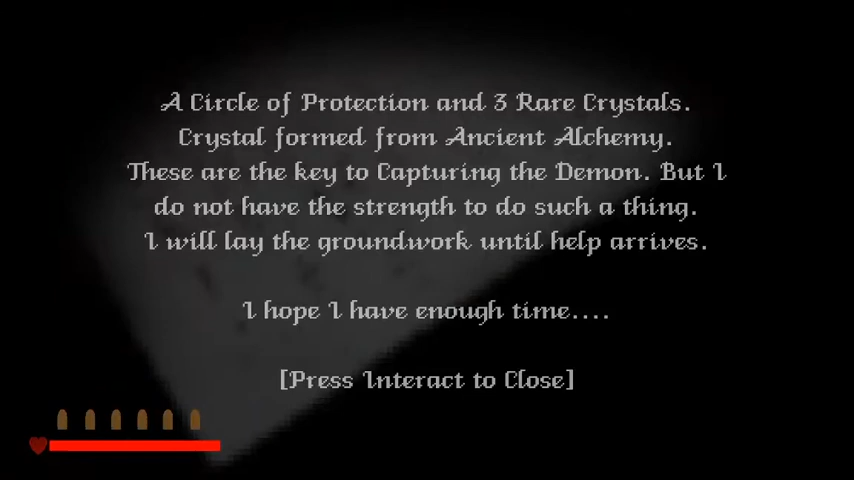 A Circle of Protection and 3 Rare Crystals.
Crystal formed from Ancient Alchemy.
These are the key to Capturing the Demon. But I
do not have the strength to do such a thing.
I will lay the groundwork until help arrives.
I hope I have enough time....
[Press Interact to Close]